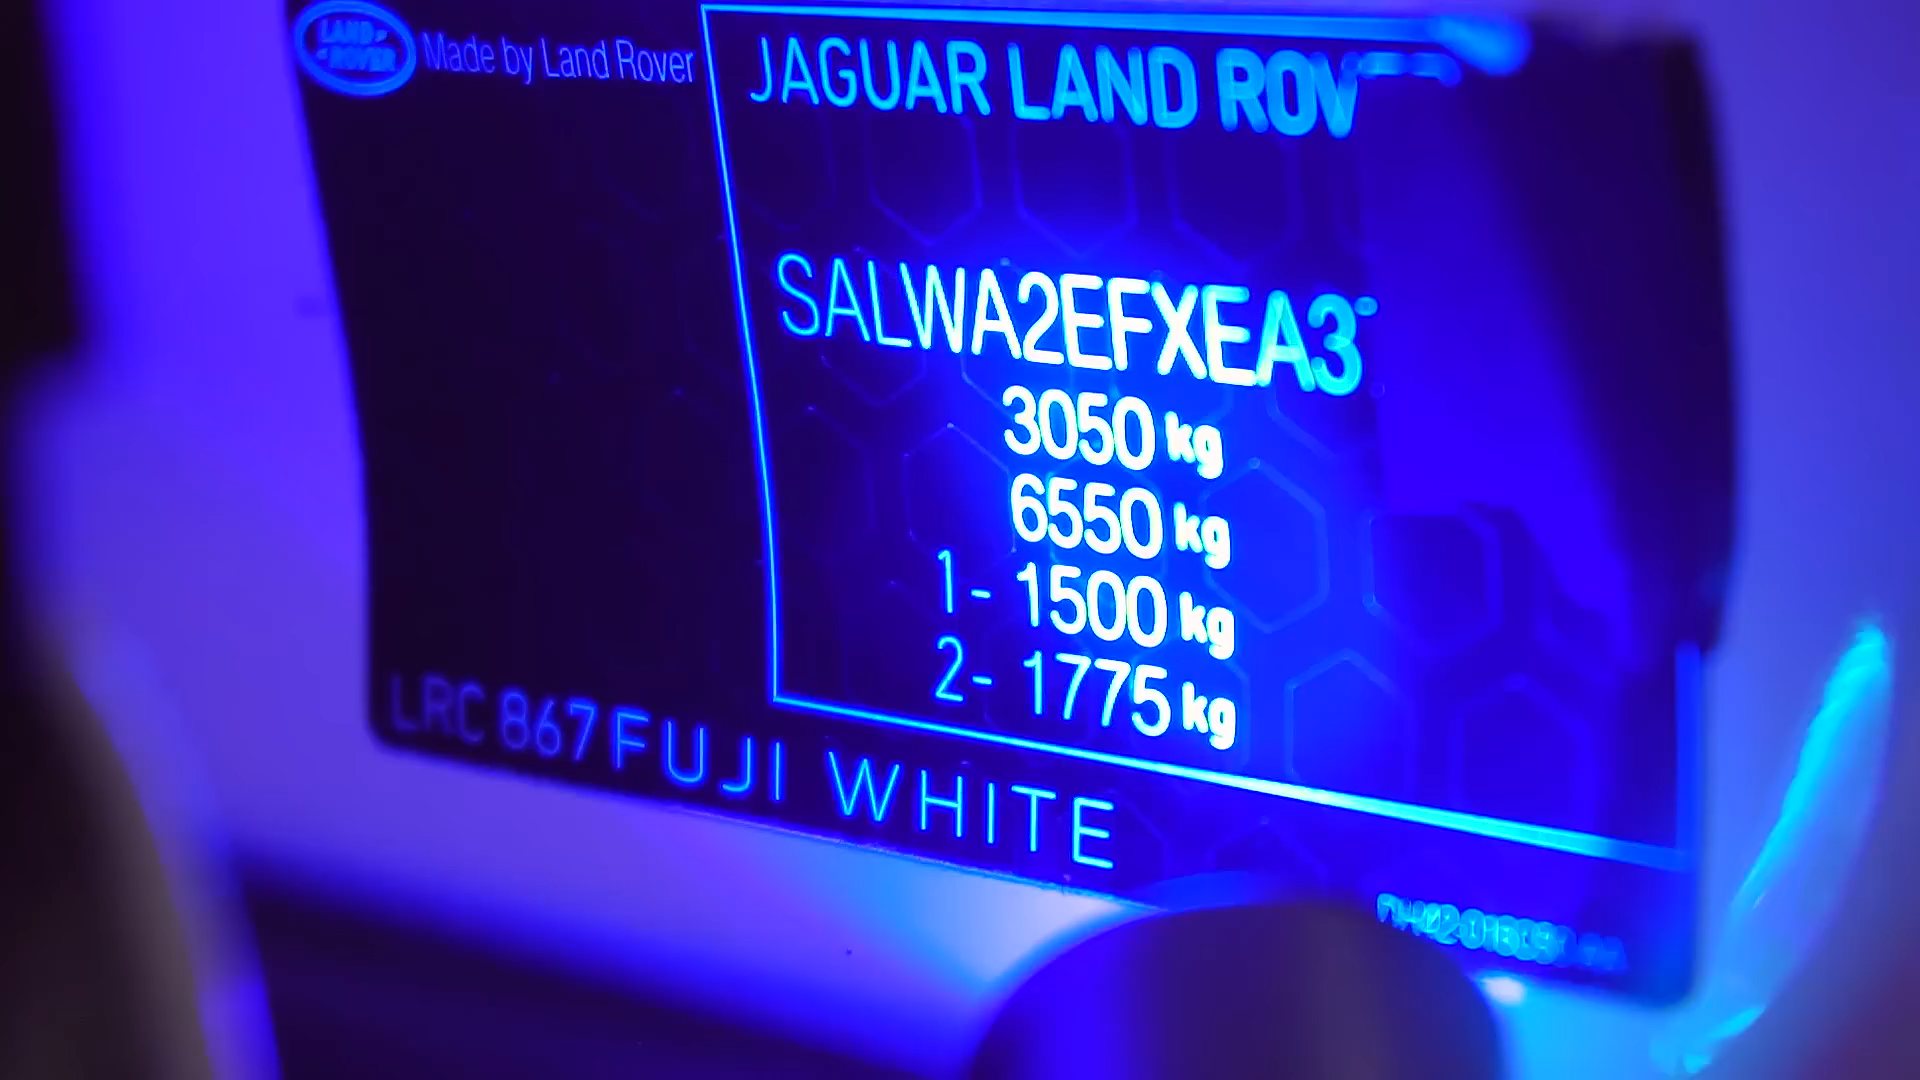 LAND ROVER
Made by Land Rover
JAGUAR LAND ROV
SALWA2EFXEA3
3050 kg
6550 kg
1- 1500 kg
2- 1775 kg
LRC 867 FUJI WHITE